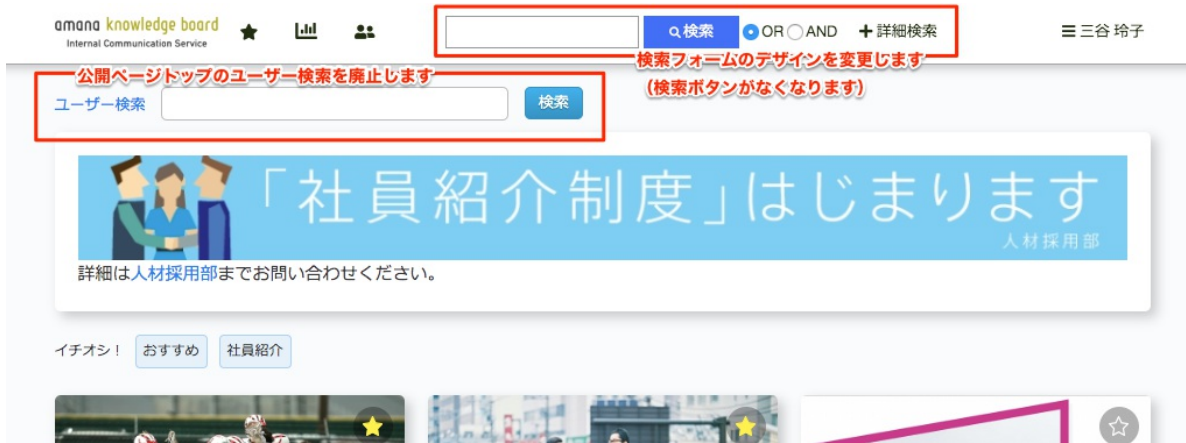 amana knowledge board
Internal Communication Service
検索 OR AND 詳細検索
三谷 玲子
検索フォームのデザインを変更します
（検索ボタンがなくなります）
公開ページトップのユーザー検索を廃止します
ユーザー検索 検索
「社員紹介制度」はじまります
人材採用部
詳細は人材採用部までお問い合わせください。
イチオシ！ おすすめ 社員紹介